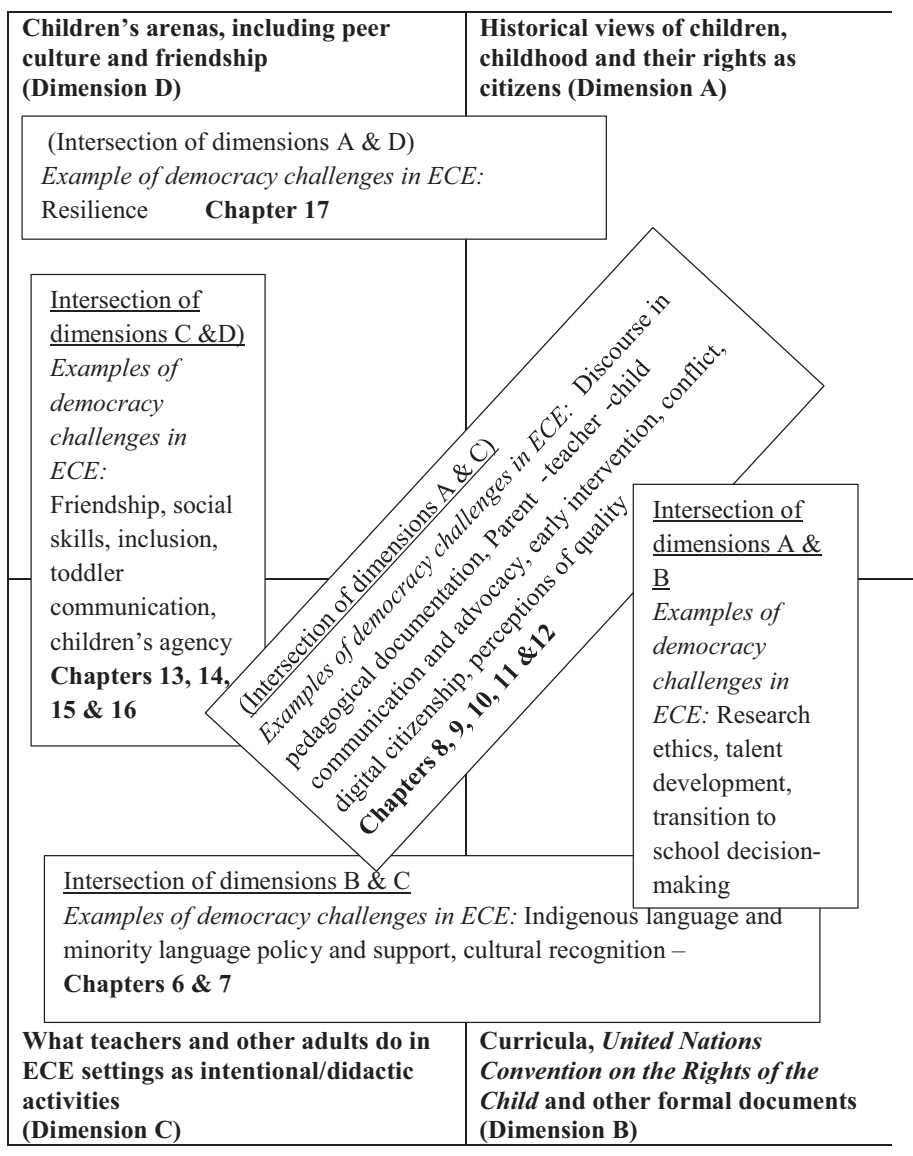 Children’s arenas, including peer
culture and friendship
(Dimension D)
Historical views of children,
childhood and their rights as
citizens (Dimension A)
(Intersection of dimensions A & D)
Example of democracy challenges in ECE:
Resilience Chapter 17
Intersection of
dimensions C &D)
Examples of
democracy
challenges in
ECE:
Friendship, social
skills, inclusion,
toddler
communication,
children’s agency
Chapters 13, 14,
15 & 16
(Intersection of dimensions A & C)
Examples of democracy challenges in ECE: Discourse in
pedagogical documentation, Parent -teacher -child
communication and advocacy, early intervention, conflict,
digital citizenship, perceptions of quality
Chapters 8, 9, 10, 11 &12
Intersection of
dimensions A &
B
Examples of
democracy
challenges in
ECE: Research
ethics, talent
development,
transition to
school decision-
making
Intersection of dimensions B & C
Examples of democracy challenges in ECE: Indigenous language and
minority language policy and support, cultural recognition –
Chapters 6 & 7
What teachers and other adults do in
ECE settings as intentional/didactic
activities
(Dimension C)
Curricula, United Nations
Convention on the Rights of the
Child and other formal documents
(Dimension B)